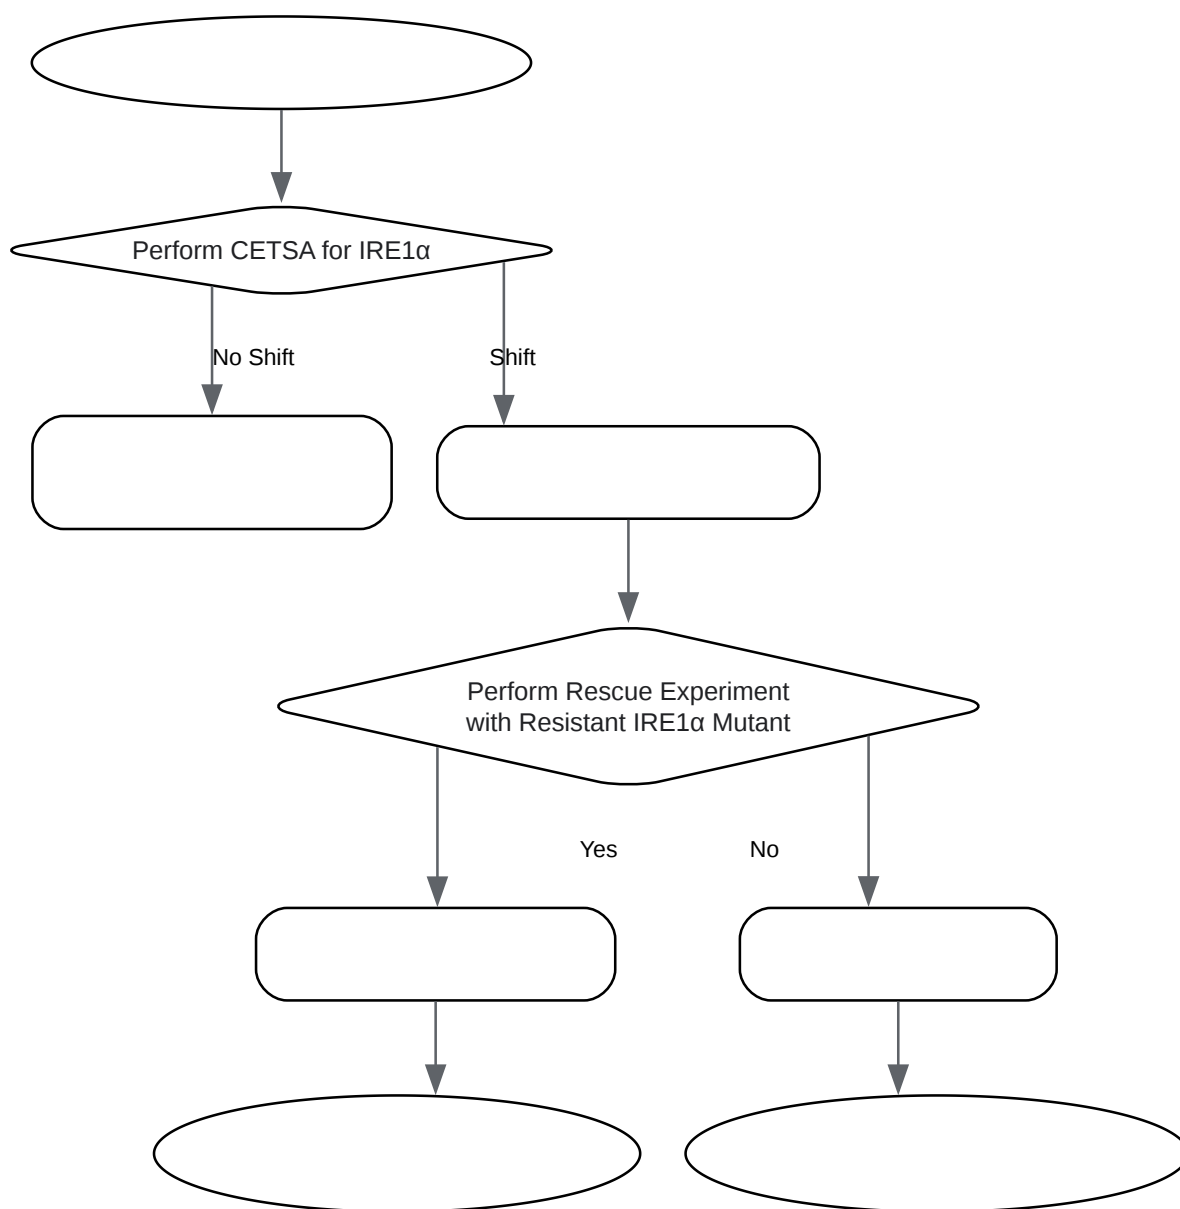 Perform CETSA for IRE1α
No Shift
Shift
Perform Rescue Experiment
with Resistant IRE1α Mutant
Yes
No